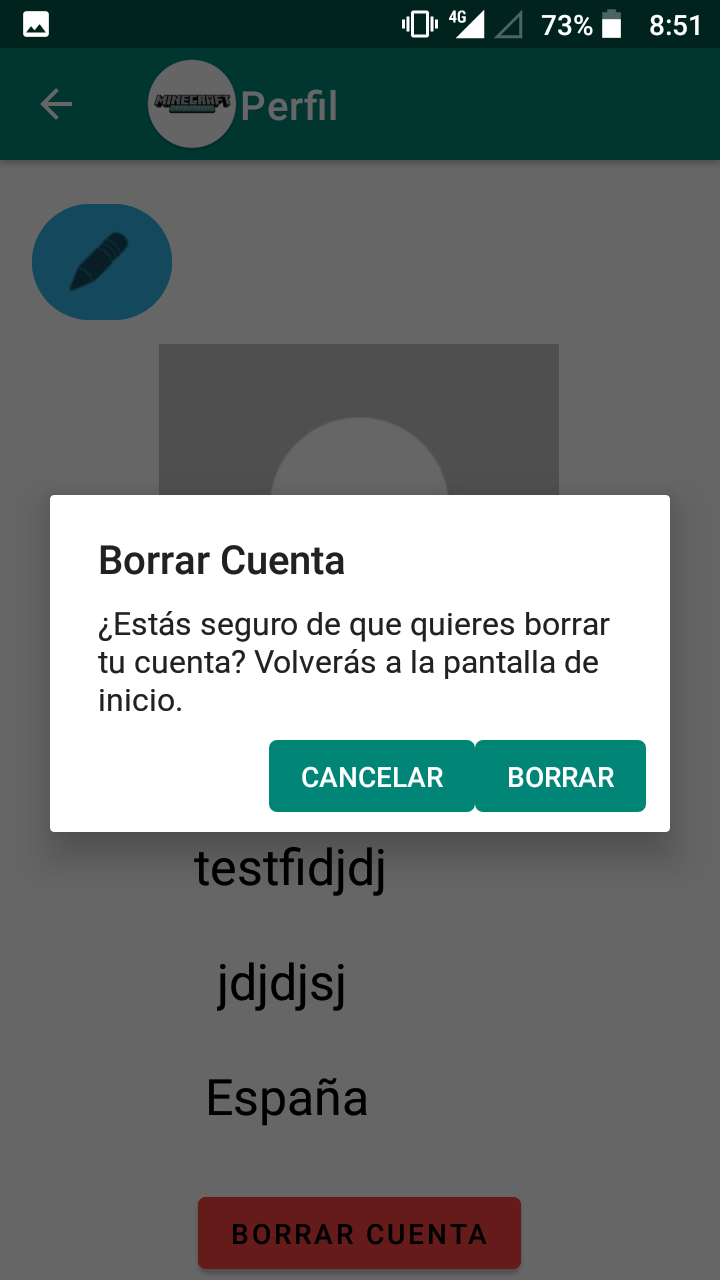 4G 73% 8:51
MINECRAFT Perfil
Borrar Cuenta
¿Estás seguro de que quieres borrar
tu cuenta? Volverás a la pantalla de
inicio.
CANCELAR BORRAR
testfidjdj
jdjdjsj
España
BORRAR CUENTA